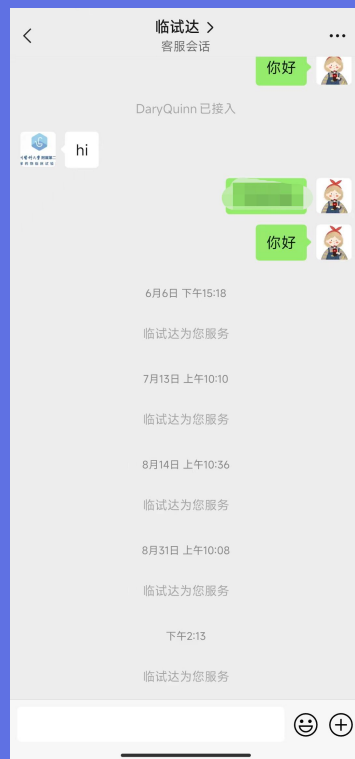 临试达
客服会话
你好
DaryQuinn 已接入
hi
你好
6月6日 下午15:18
临试达为您服务
7月13日 上午10:10
临试达为您服务
8月14日 上午10:36
临试达为您服务
8月31日 上午10:08
临试达为您服务
下午2:13
临试达为您服务